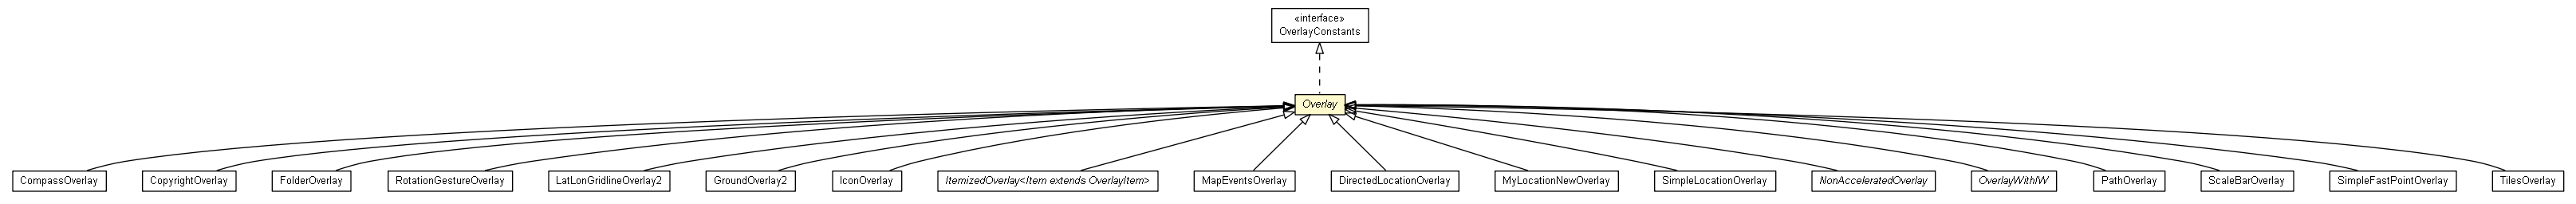 «interface»
OverlayConstants
Overlay
CompassOverlay
CopyrightOverlay
FolderOverlay
RotationGestureOverlay
LatLonGridlineOverlay2
GroundOverlay2
IconOverlay
ItemizedOverlay<Item extends OverlayItem>
MapEventsOverlay
DirectedLocationOverlay
MyLocationNewOverlay
SimpleLocationOverlay
NonAcceleratedOverlay
OverlayWithIW
PathOverlay
ScaleBarOverlay
SimpleFastPointOverlay
TilesOverlay